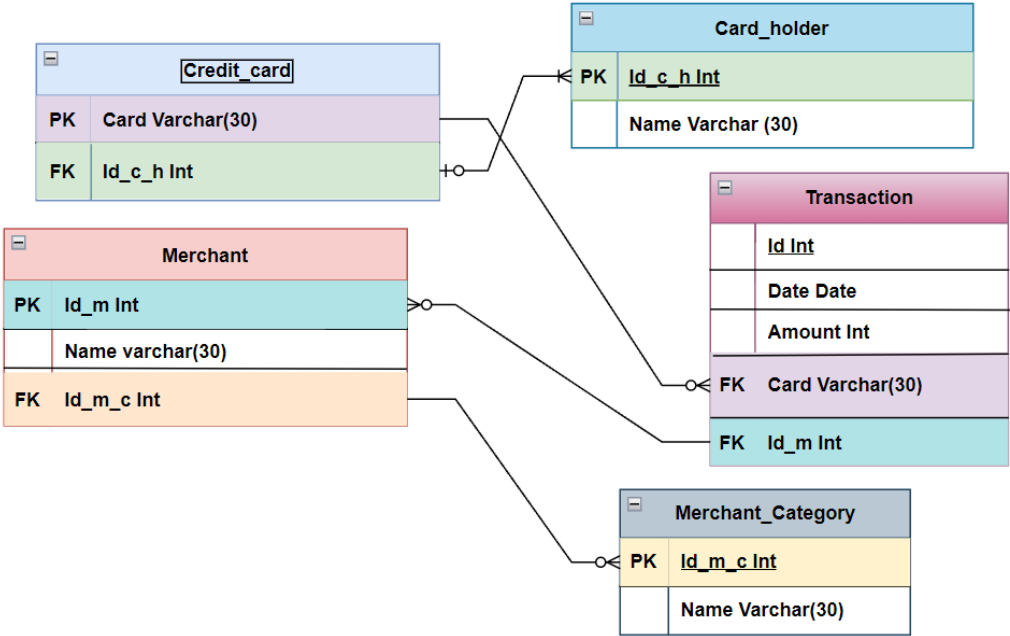 Credit_card
PK Card Varchar(30)
FK Id_c_h Int
Card_holder
PK Id_c_h Int
Name Varchar (30)
Merchant
PK Id_m Int
Name varchar(30)
FK Id_m_c Int
Transaction
Id Int
Date Date
Amount Int
FK Card Varchar(30)
FK Id_m Int
Merchant_Category
PK Id_m_c Int
Name Varchar(30)